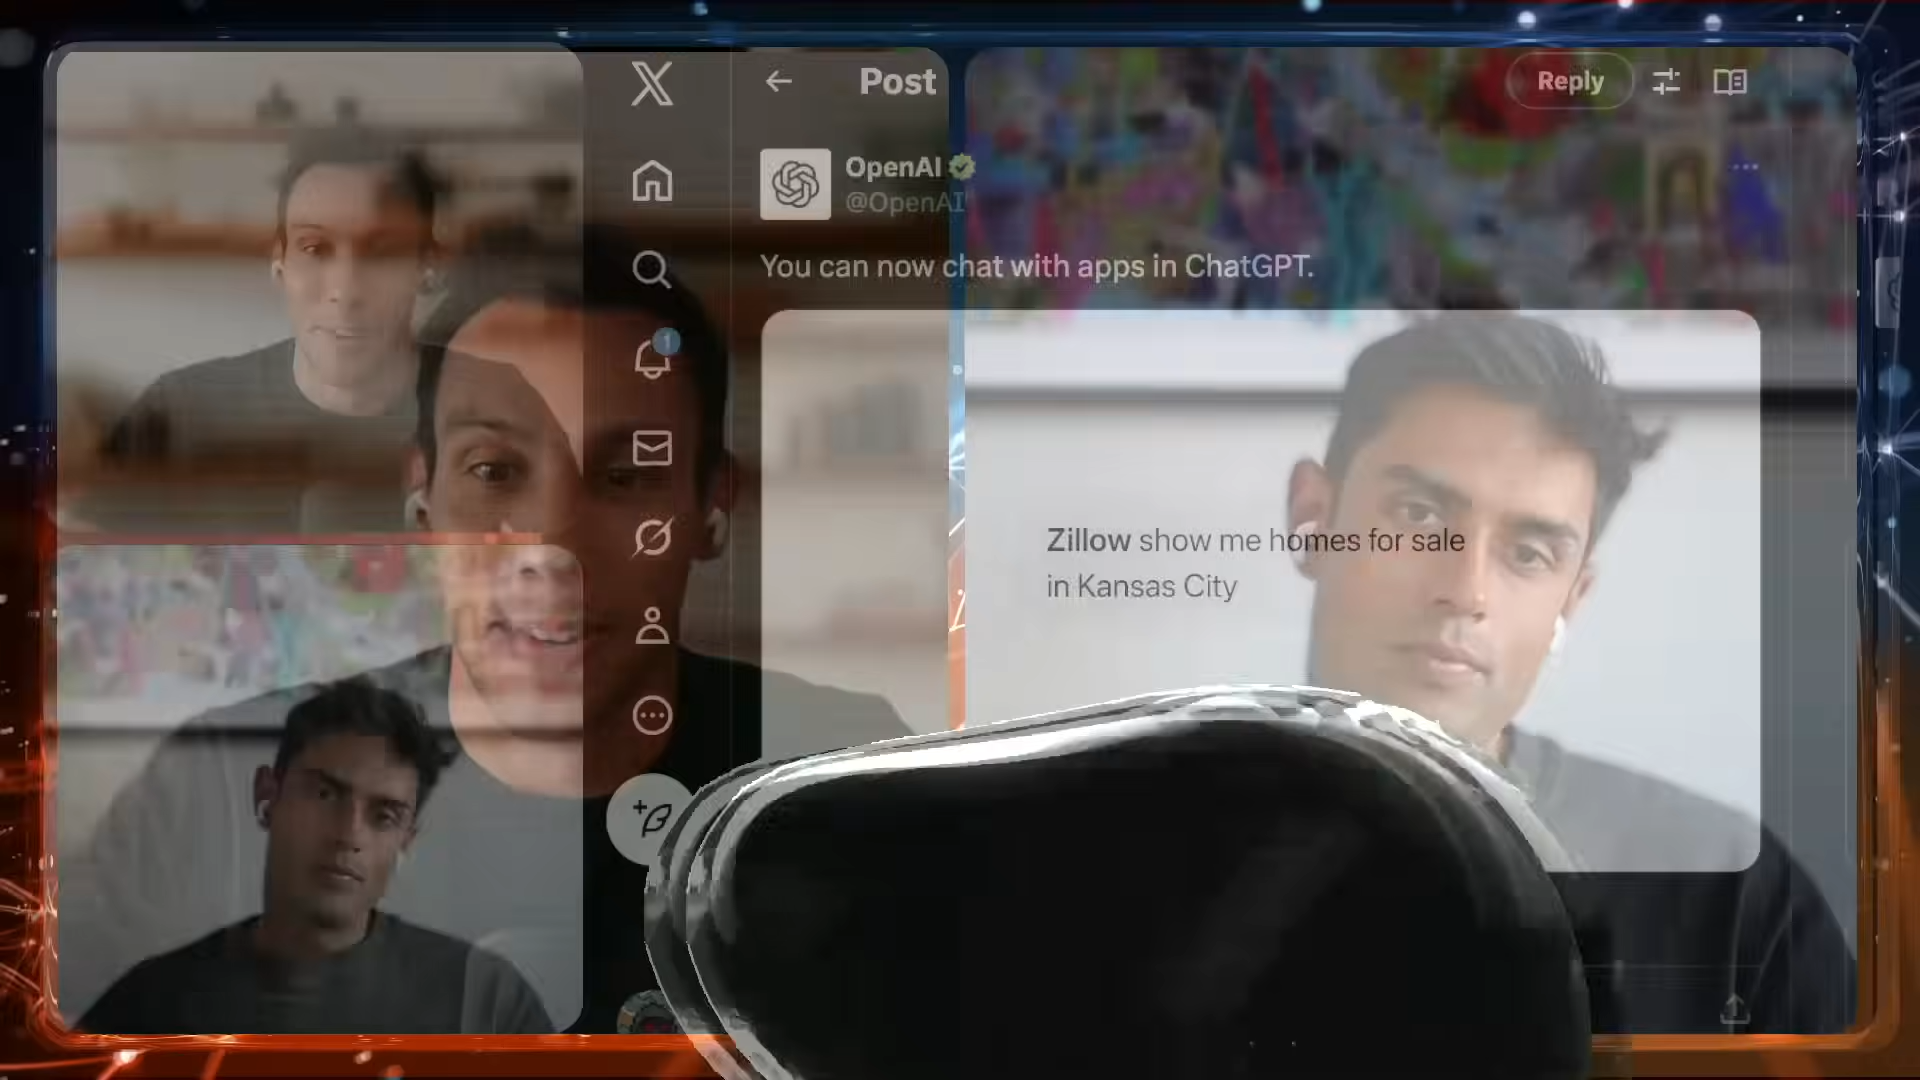 Post
Reply
OpenAI
@OpenAI
You can now chat with apps in ChatGPT.
1
Zillow show me homes for sale
in Kansas City